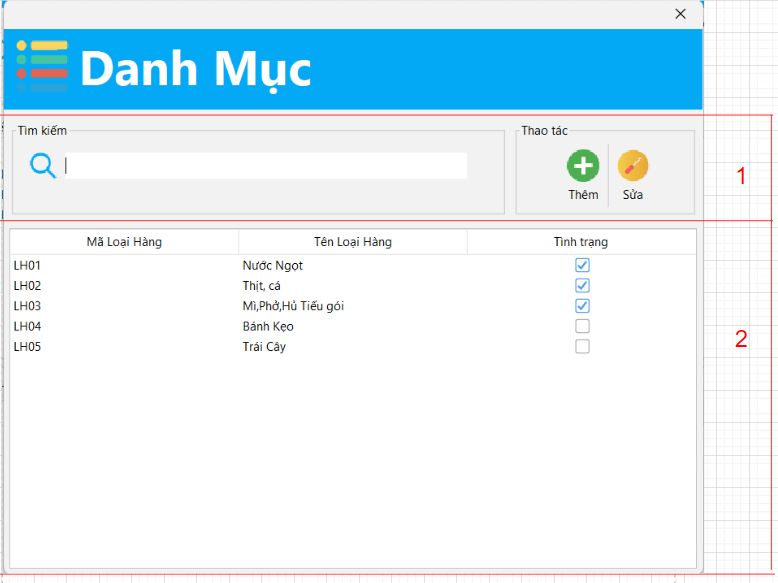 Danh Mục
Tìm kiếm
Thao tác
Thêm
Sửa
1
Mã Loại Hàng Tên Loại Hàng Tình trạng
LH01 Nước Ngọt
LH02 Thịt, cá
LH03 Mì,Phở,Hủ Tiếu gói
LH04 Bánh Kẹo
LH05 Trái Cây
2